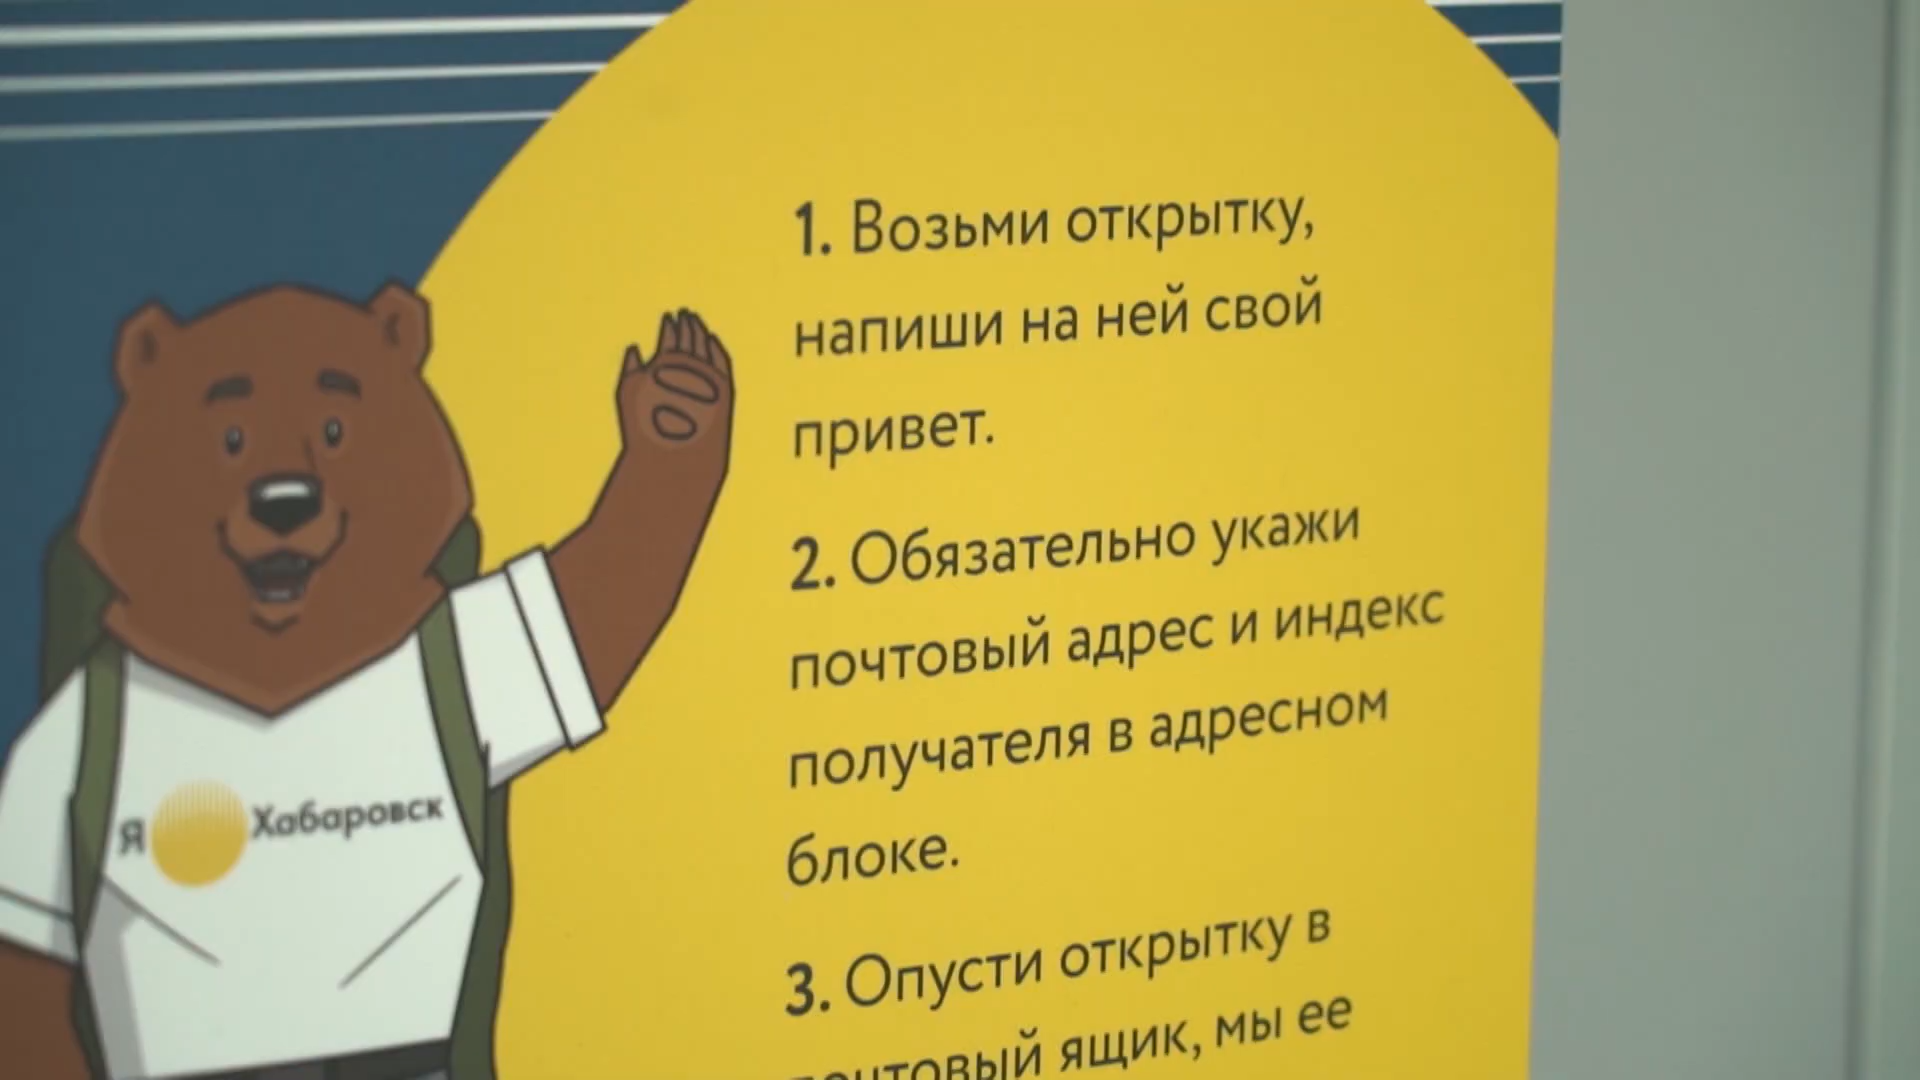 1. Возьми открытку,
напиши на ней свой
привет.
2. Обязательно укажи
почтовый адрес и индекс
получателя в адресном
блоке.
3. Опусти открытку в
почтовый ящик, мы ее
Я Хабаровск